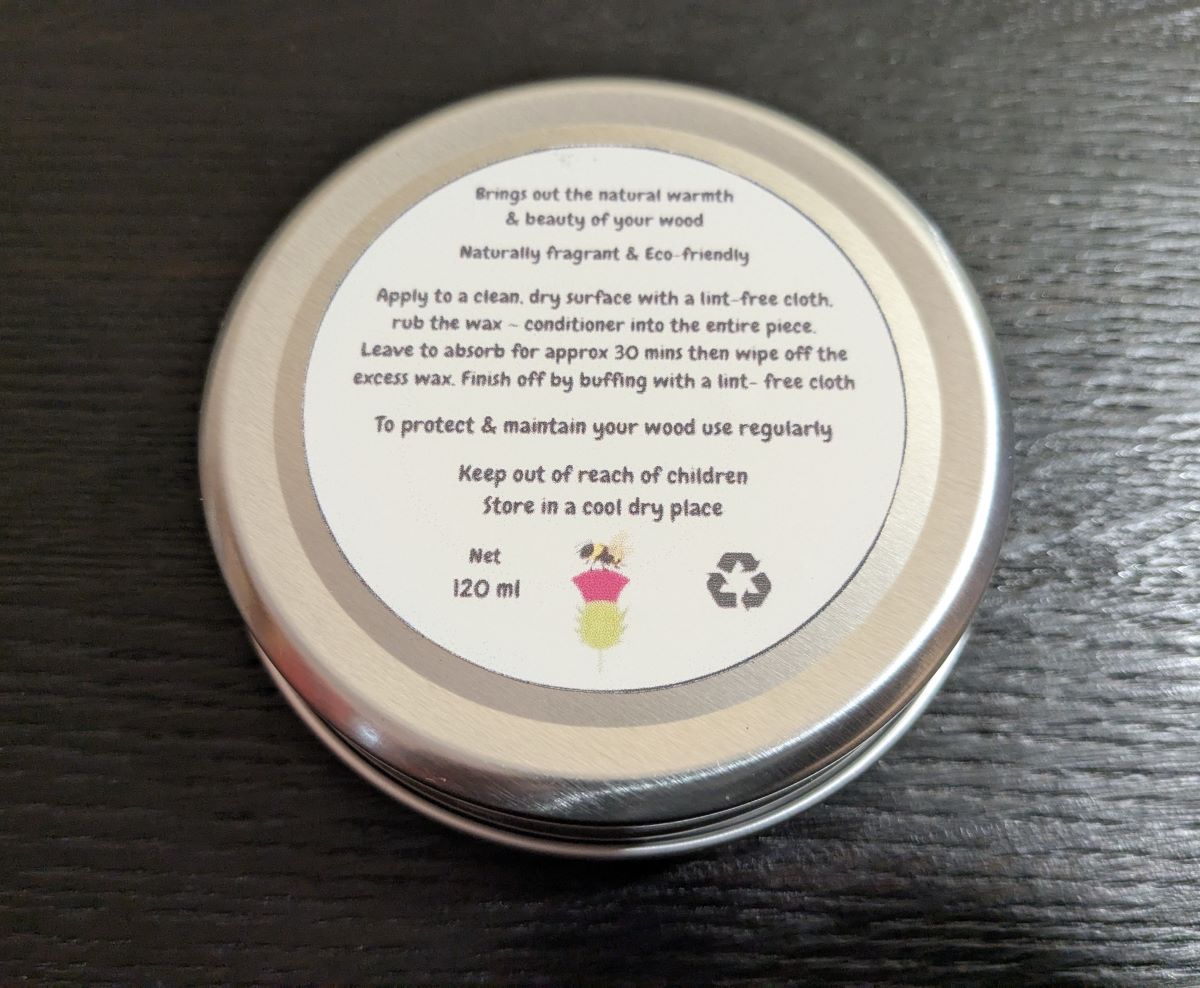 Brings out the natural warmth
& beauty of your wood
Naturally fragrant & Eco-friendly
Apply to a clean, dry surface with a lint-free cloth.
rub the wax ~ conditioner into the entire piece.
Leave to absorb for approx 30 mins then wipe off the
excess wax. Finish off by buffing with a lint- free cloth
To protect & maintain your wood use regularly
Keep out of reach of children
Store in a cool dry place
Net
120 ml